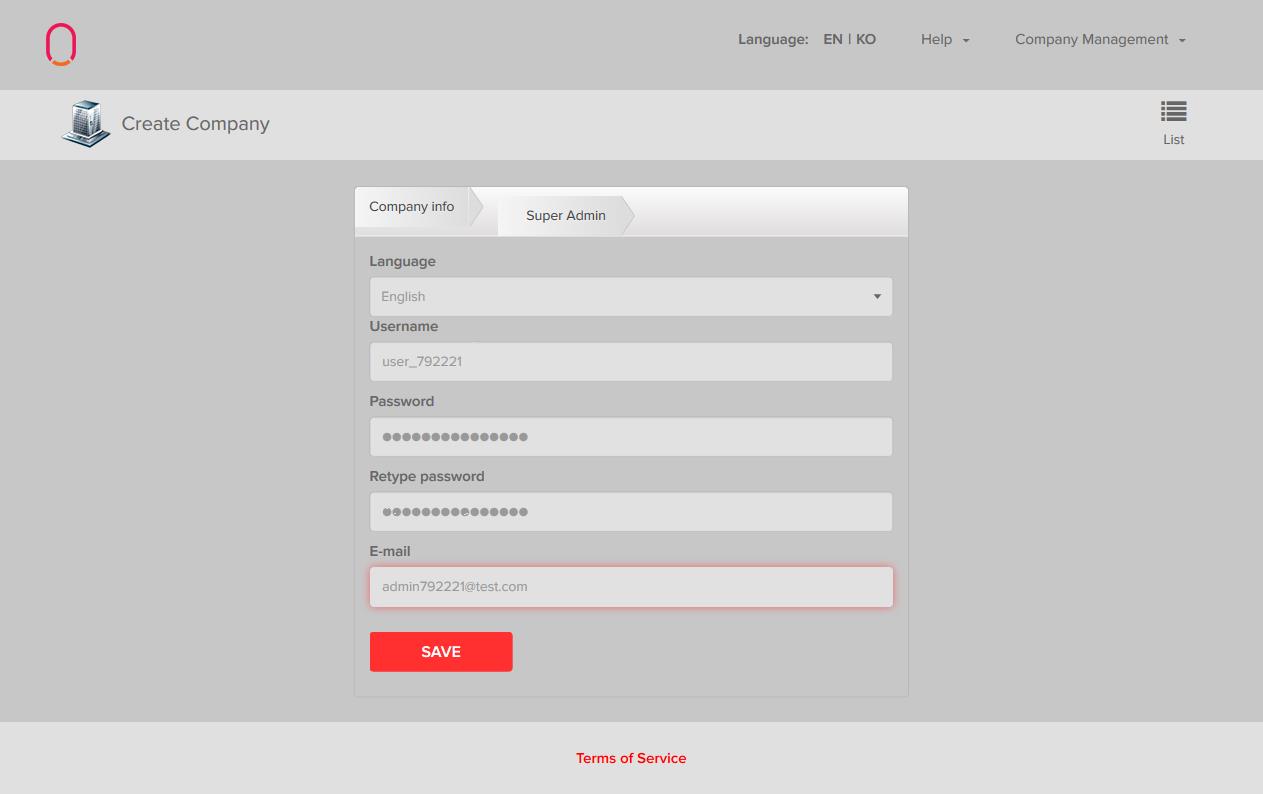 Language: EN | KO Help Company Management
Create Company
List
Company info
Super Admin
Language
English
Username
user_792221
Password
Retype password
E-mail
admin792221@test.com
SAVE
Terms of Service